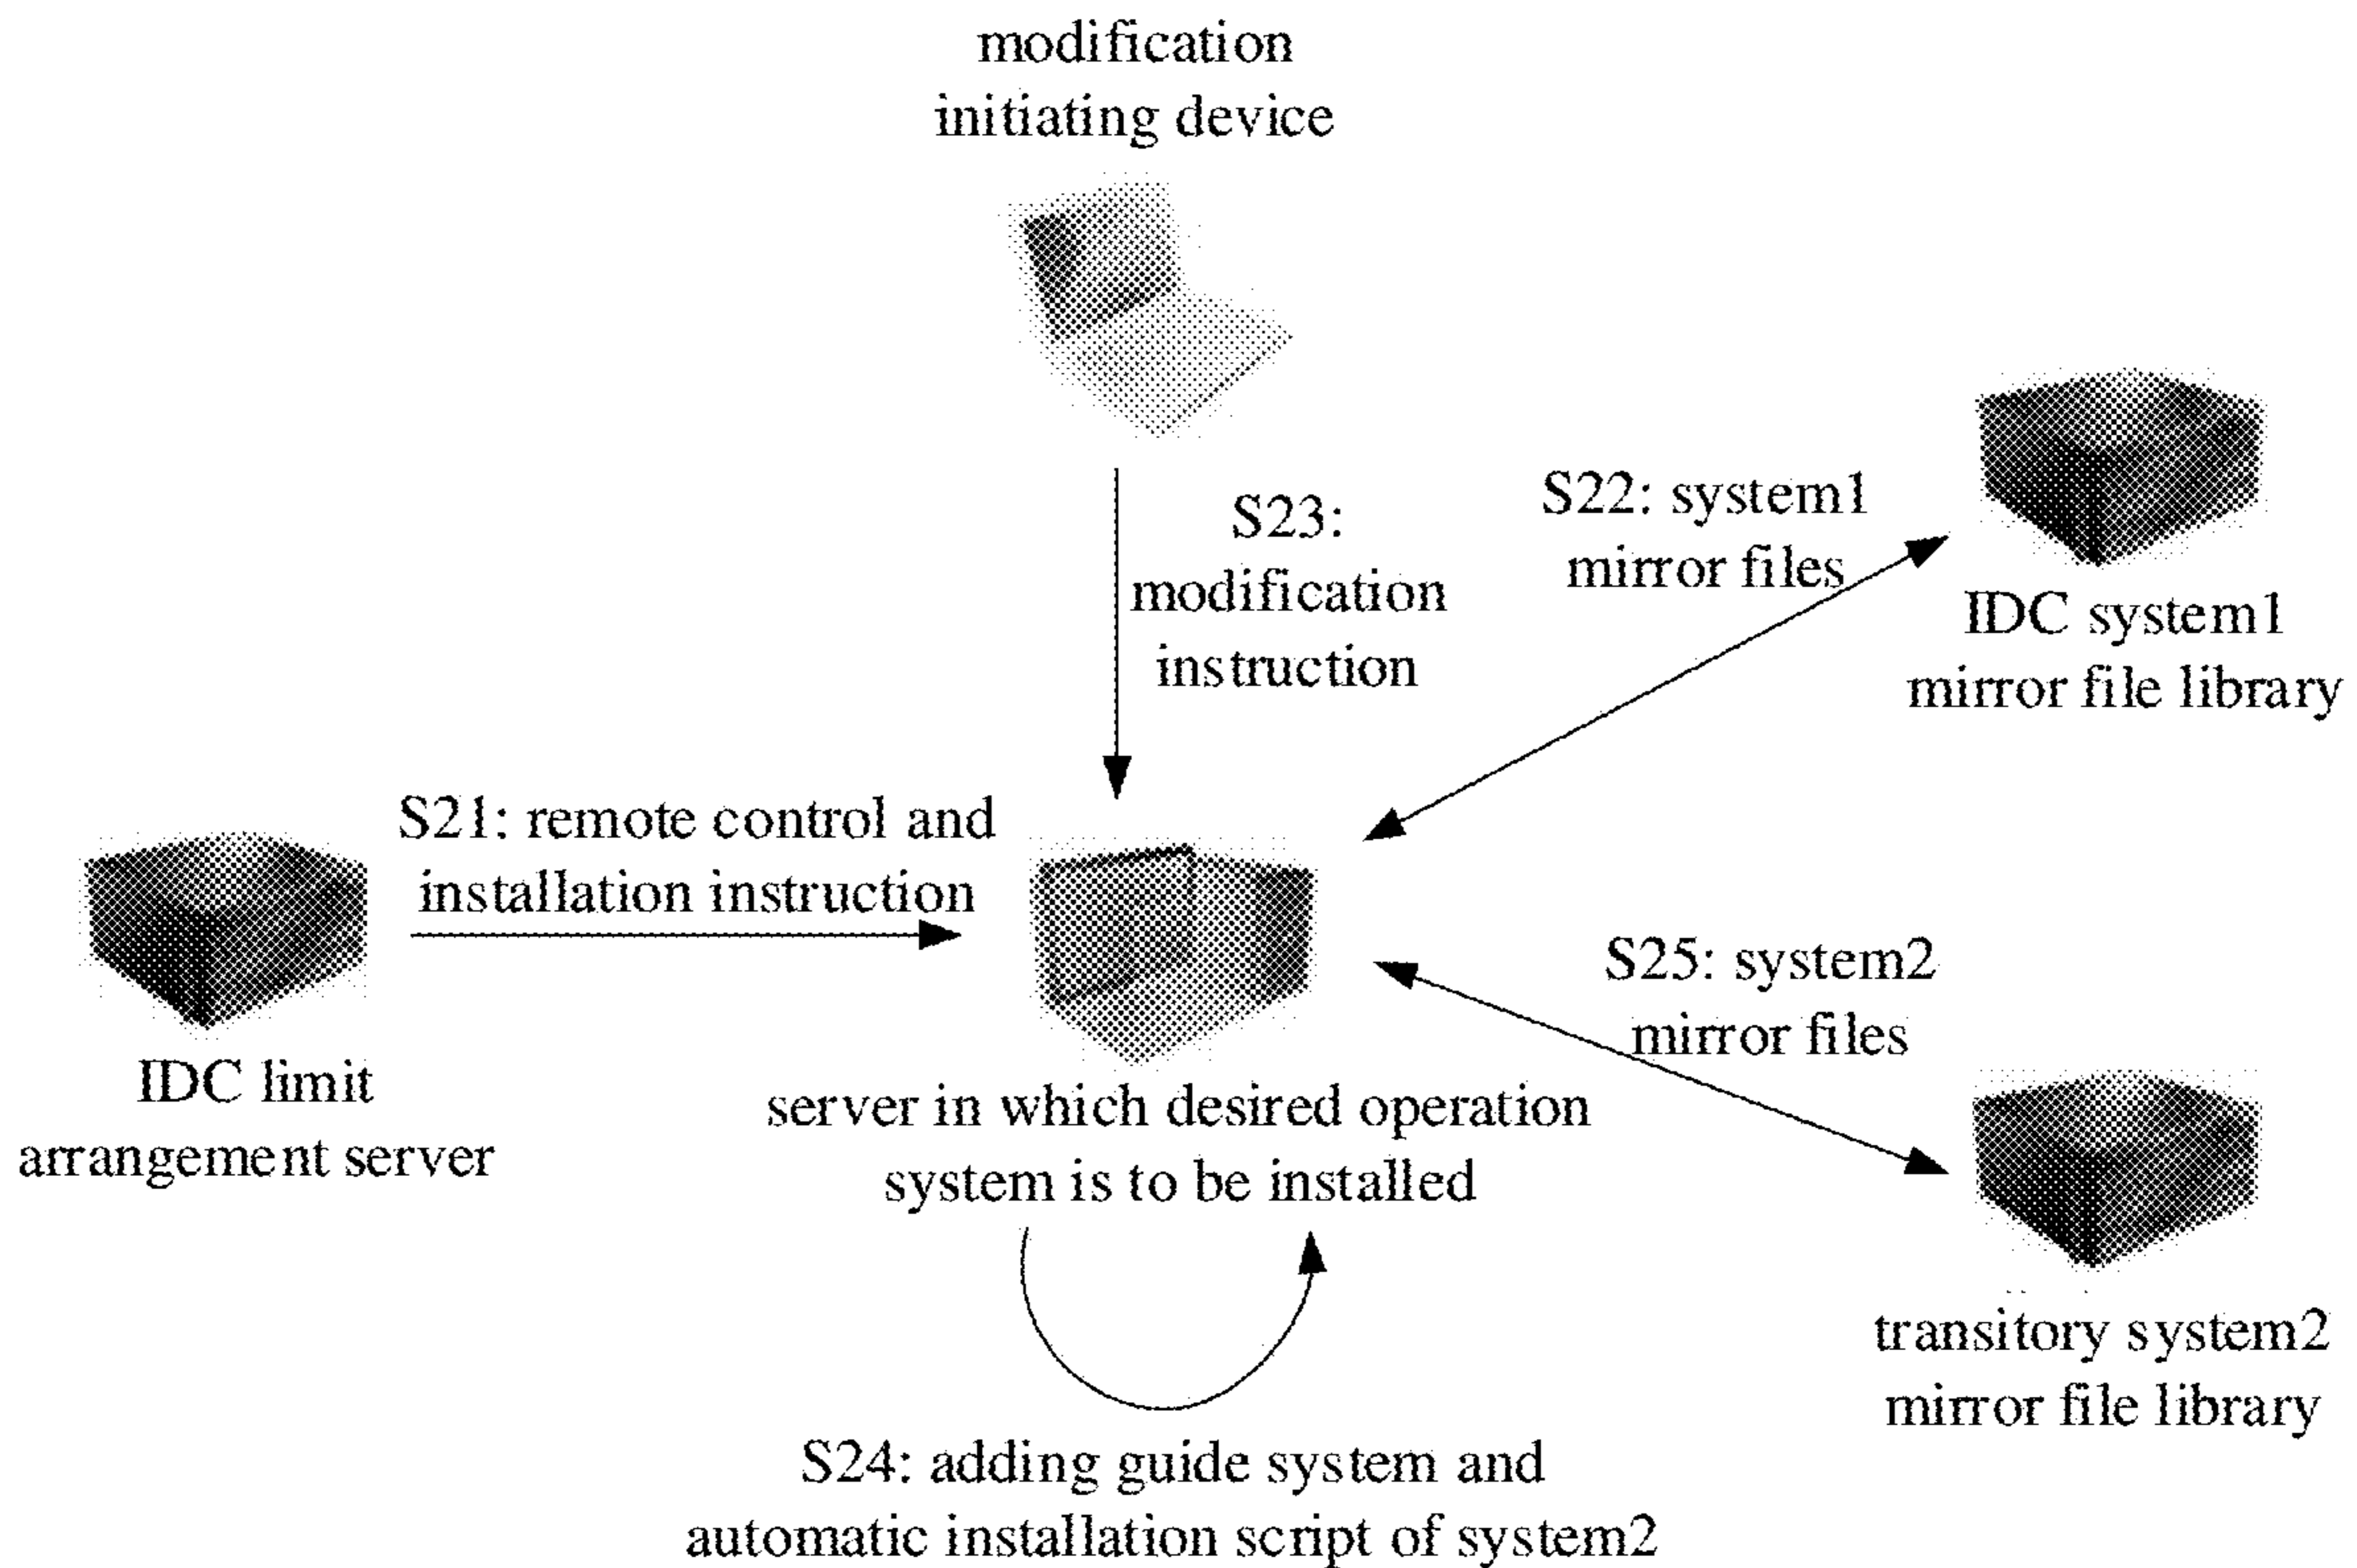 modification
initiating device
S23:
modification
instruction
S22: system1
mirror files
IDC system1
mirror file library
S21: remote control and
installation instruction
IDC limit
arrangement server
server in which desired operation
system is to be installed
S25: system2
mirror files
transitory system2
mirror file library
S24: adding guide system and
automatic installation script of system2